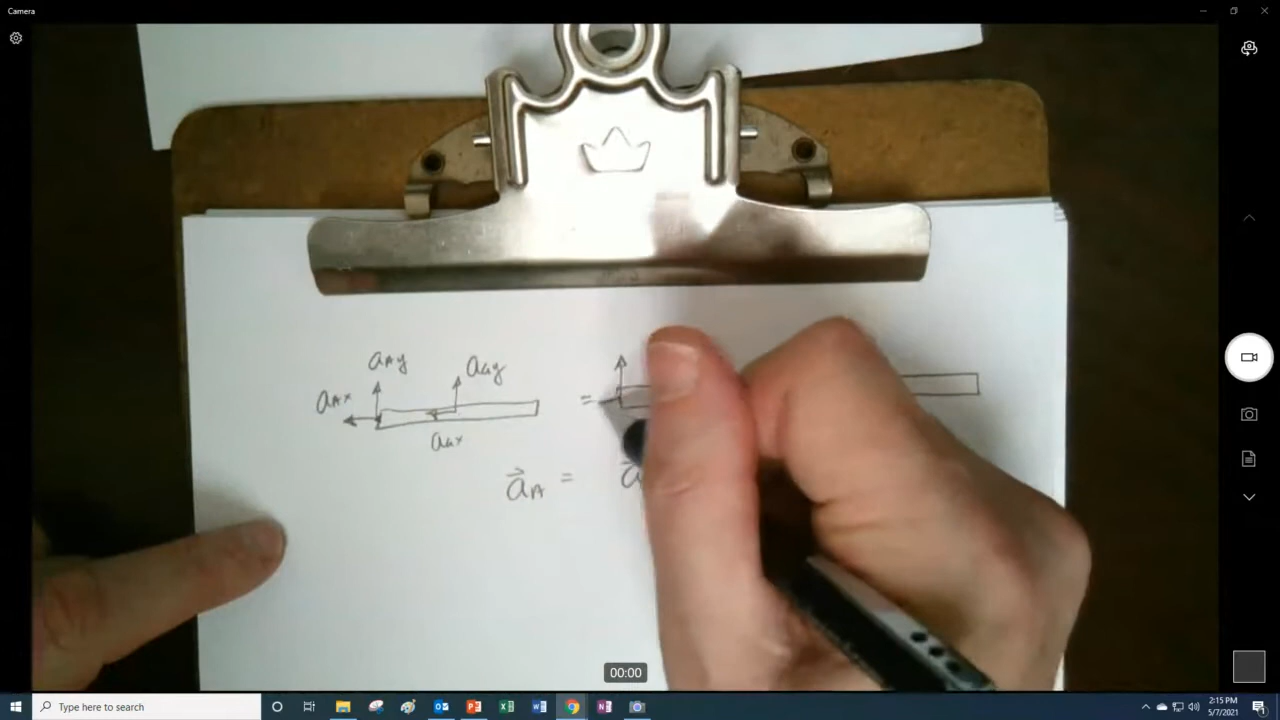 Camera
aAy
aGy
aAx
=
aGx
a⃗A = a⃗
00:00
Type here to search
2:15 PM
5/7/2021